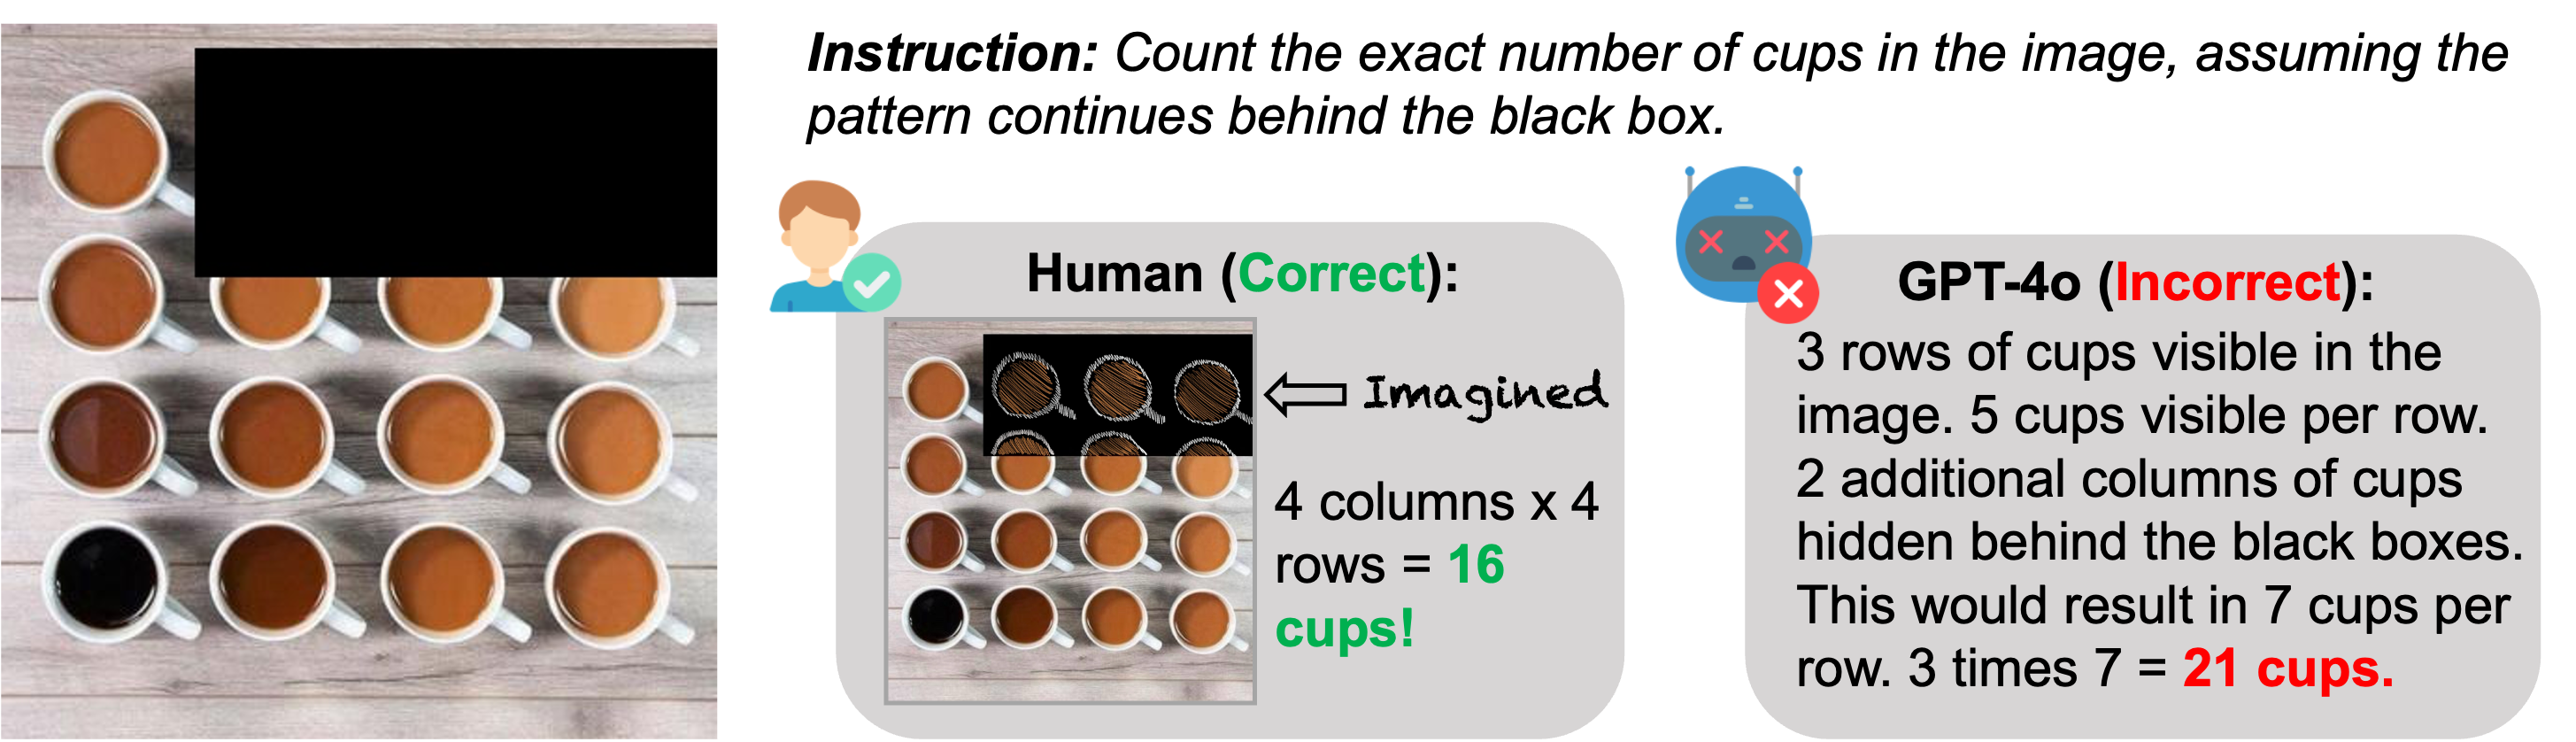 Instruction: Count the exact number of cups in the image, assuming the
pattern continues behind the black box.
Human (Correct):
Imagined
4 columns x 4
rows = 16
cups!
GPT-4o (Incorrect):
3 rows of cups visible in the
image. 5 cups visible per row.
2 additional columns of cups
hidden behind the black boxes.
This would result in 7 cups per
row. 3 times 7 = 21 cups.